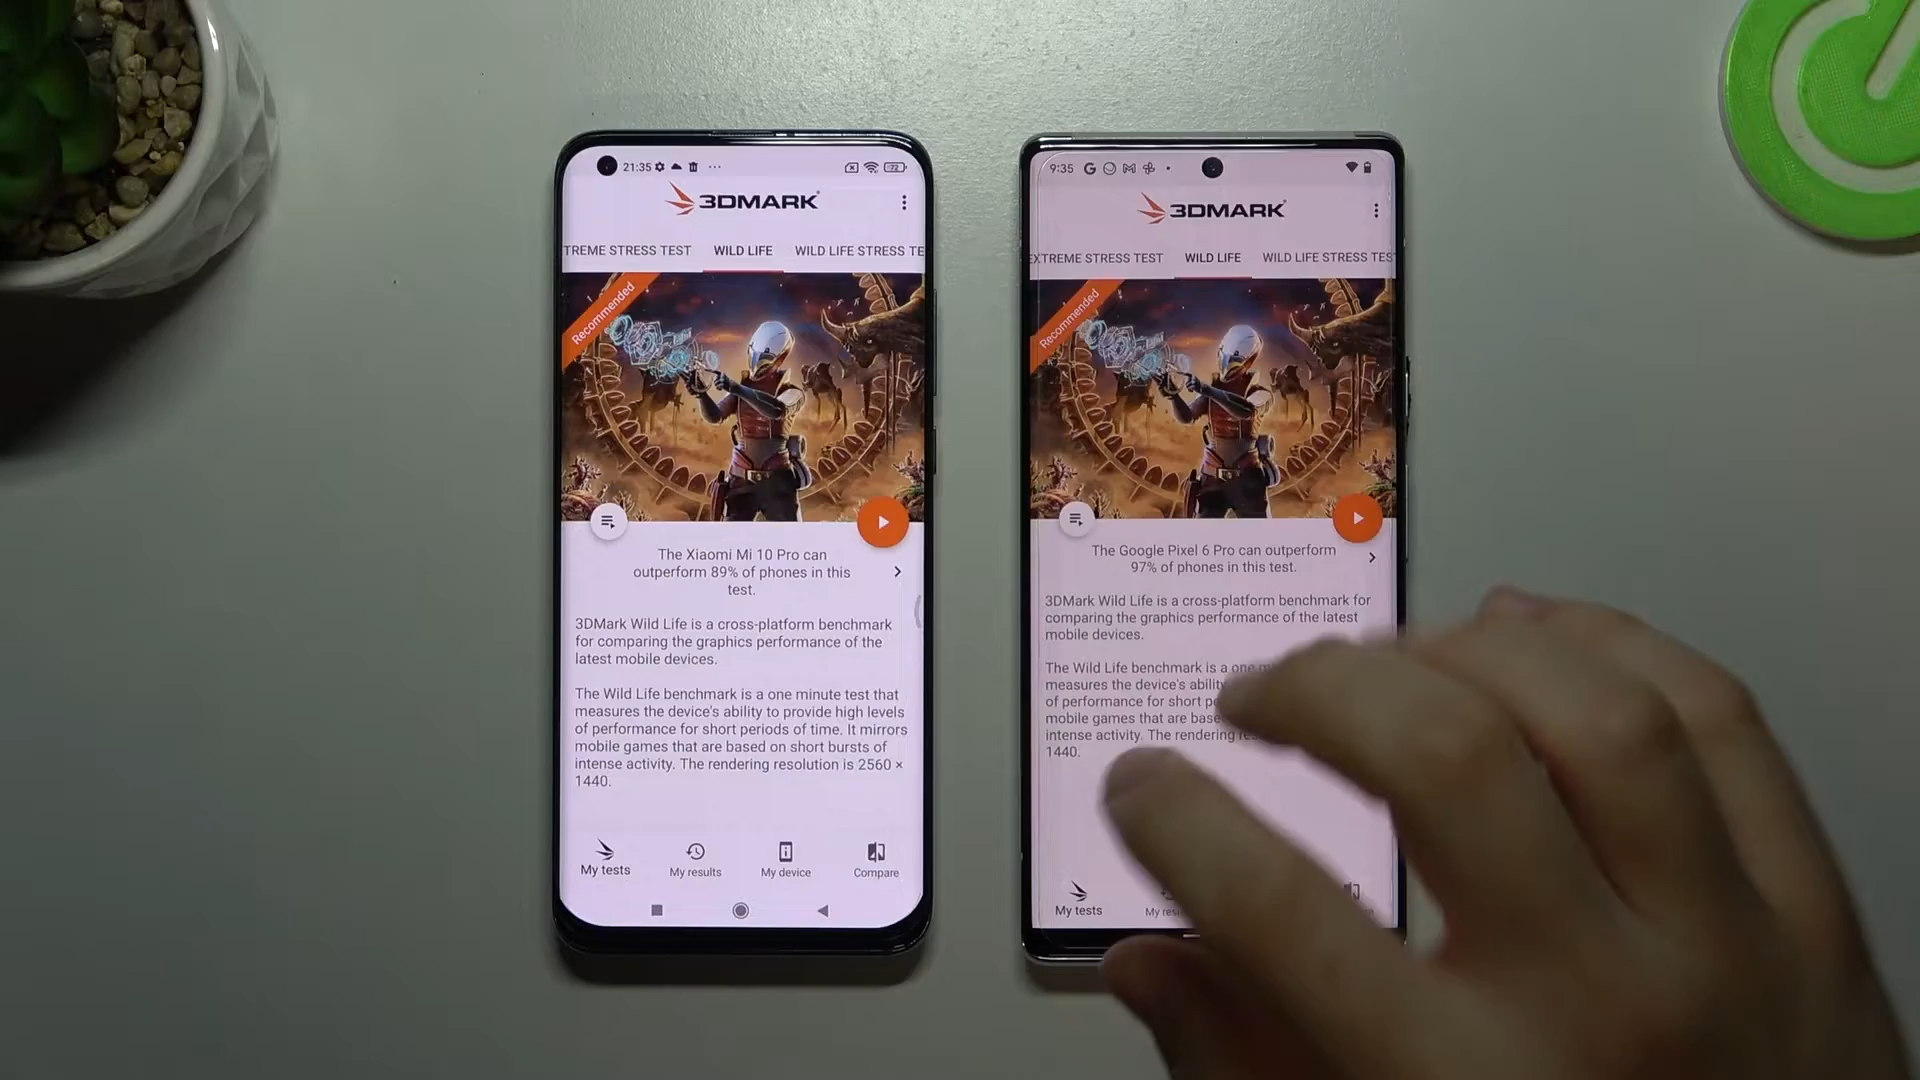 21:35
3DMARK
TREME STRESS TEST WILD LIFE WILD LIFE STRESS TE
Recommended
The Xiaomi Mi 10 Pro can
outperform 89% of phones in this
test.
3DMark Wild Life is a cross-platform benchmark
for comparing the graphics performance of the
latest mobile devices.
The Wild Life benchmark is a one minute test that
measures the device's ability to provide high levels
of performance for short periods of time. It mirrors
mobile games that are based on short bursts of
intense activity. The rendering resolution is 2560 ×
1440.
My tests My results My device Compare
9:35
3DMARK
EXTREME STRESS TEST WILD LIFE WILD LIFE STRESS TES
Recommended
The Google Pixel 6 Pro can outperform
97% of phones in this test.
3DMark Wild Life is a cross-platform benchmark for
comparing the graphics performance of the latest
mobile devices.
The Wild Life benchmark is a one
measures the device's ability
of performance for short
mobile games that are
intense activity. The rendering
1440.
My tests My